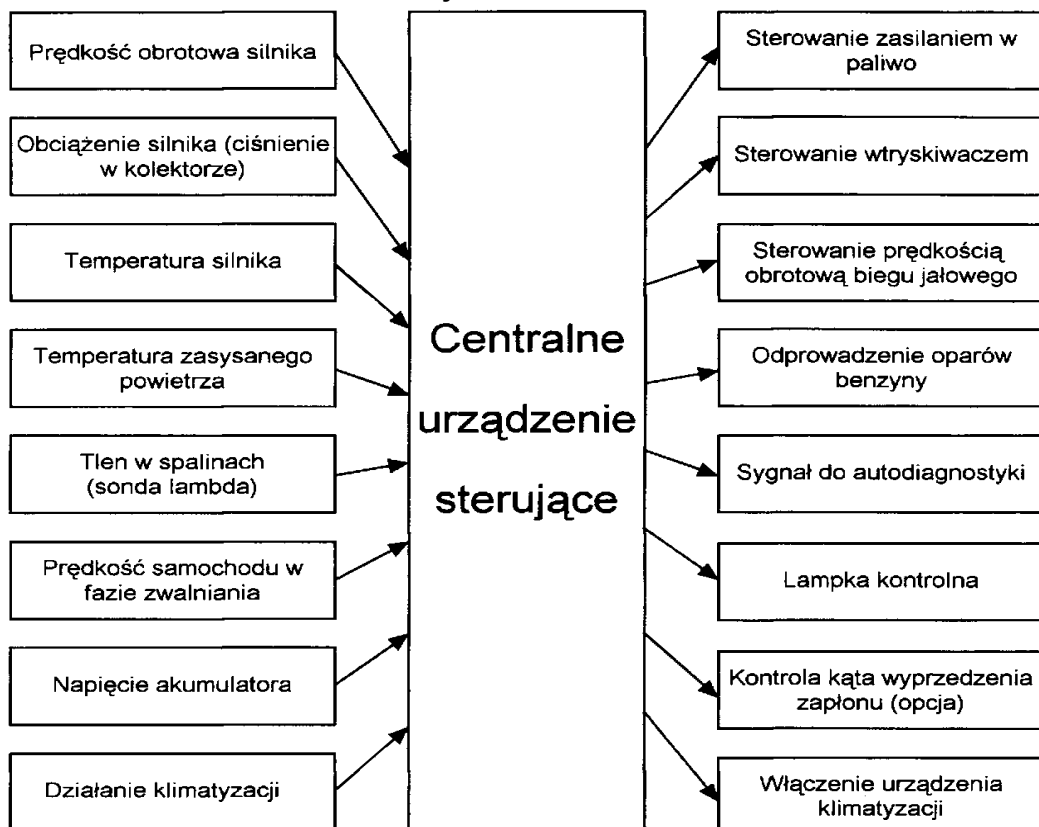 Prędkość obrotowa silnika
Obciążenie silnika (ciśnienie
w kolektorze)
Temperatura silnika
Temperatura zasysanego
powietrza
Tlen w spalinach
(sonda lambda)
Prędkość samochodu w
fazie zwalniania
Napięcie akumulatora
Działanie klimatyzacji
Centralne
urządzenie
sterujące
Sterowanie zasilaniem w
paliwo
Sterowanie wtryskiwaczem
Sterowanie prędkością
obrotową biegu jałowego
Odprowadzenie oparów
benzyny
Sygnał do autodiagnostyki
Lampka kontrolna
Kontrola kąta wyprzedzenia
zapłonu (opcja)
Włączenie urządzenia
klimatyzacji